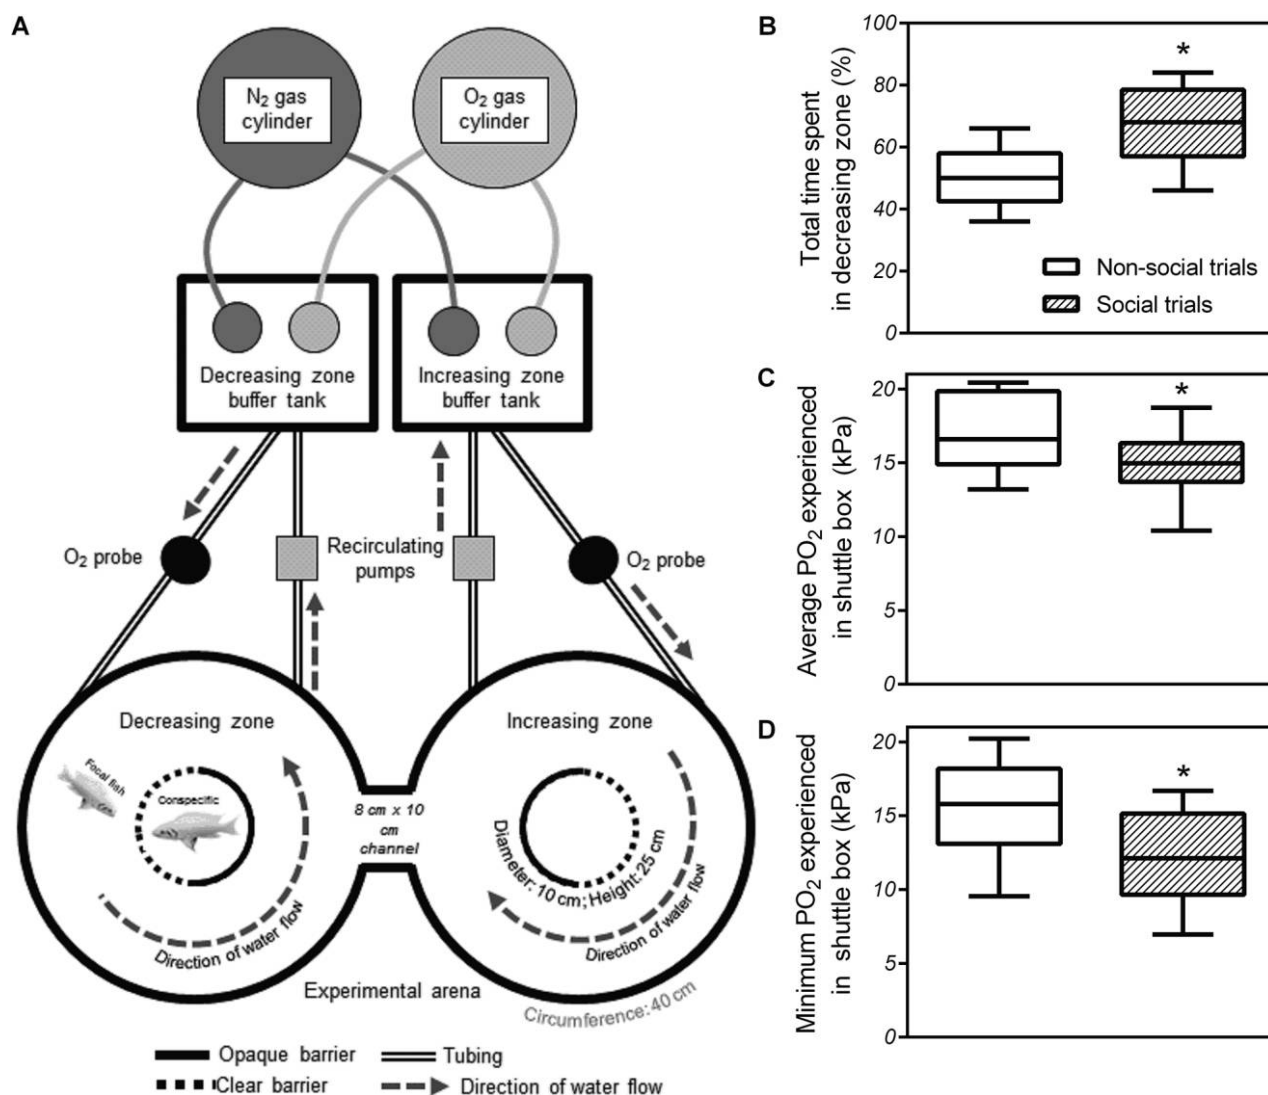 A
N2 gas
cylinder
O2 gas
cylinder
Decreasing zone
buffer tank
Increasing zone
buffer tank
O2 probe
Recirculating
pumps
O2 probe
Decreasing zone
Focal fish
Conspecific
Direction of water flow
8 cm x 10
cm
channel
Increasing zone
Diameter: 10 cm; Height: 25 cm
Direction of water flow
Experimental arena
Circumference: 40 cm
Opaque barrier
Tubing
Clear barrier
Direction of water flow
B
Total time spent
in decreasing zone (%)
100
80
60
40
20
0
*
Non-social trials
Social trials
C
Average PO2 experienced
in shuttle box (kPa)
20
15
10
5
0
*
D
Minimum PO2 experienced
in shuttle box (kPa)
20
15
10
5
0
*